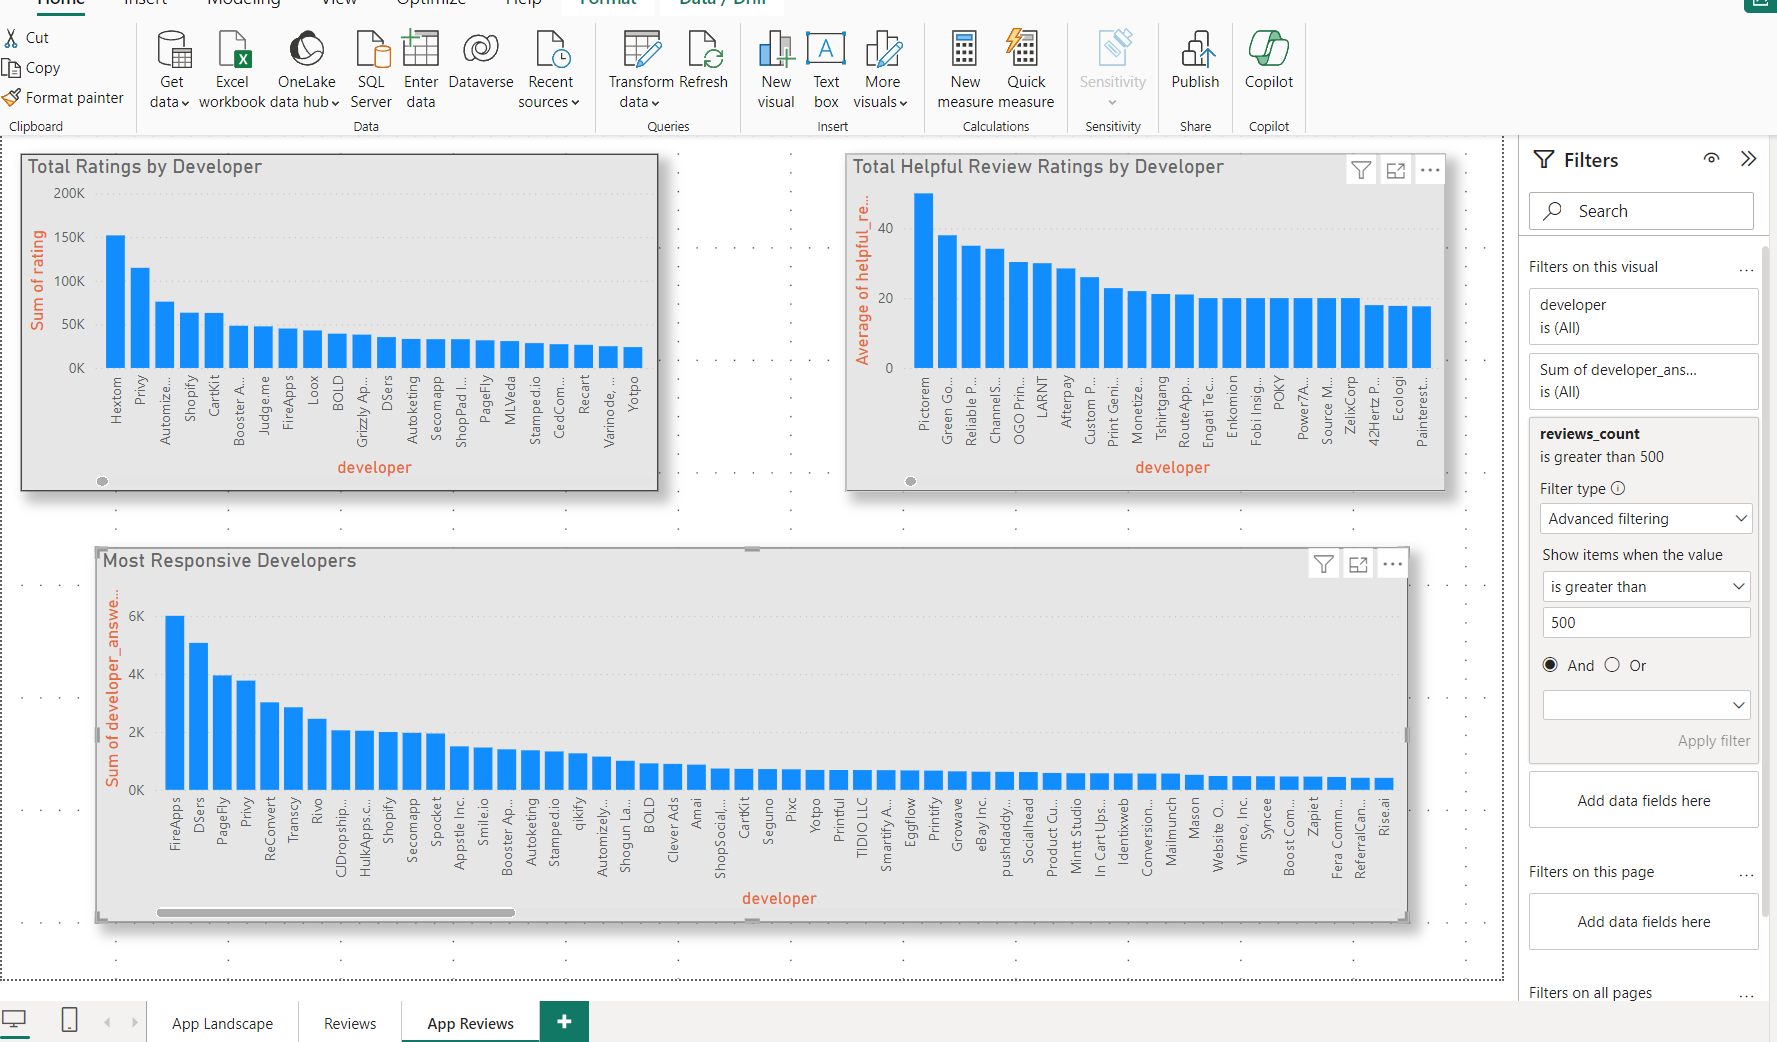 Home Insert Modeling View Optimize Help Format Data / Drill
Cut
Copy
Format painter
Clipboard
Get data
Excel workbook
OneLake data hub
SQL Server
Enter data
Dataverse
Recent sources
Data
Transform data
Refresh
Queries
New visual
Text box
More visuals
Insert
New measure
Quick measure
Calculations
Sensitivity
Sensitivity
Publish
Share
Copilot
Copilot
Total Ratings by Developer
Sum of rating
200K
150K
100K
50K
0K
Hextom
Privy
Automize...
Shopify
CartKit
Booster A...
Judge.me
FireApps
Loox
BOLD
Grizzly Ap...
DSers
Autoketing
Secomapp
ShopPad I...
PageFly
MLVeda
Stamped.io
CedCom...
Recart
Varinode, ...
Yotpo
developer
Total Helpful Review Ratings by Developer
Average of helpful_re...
40
20
0
Pictorem
Green Go...
Reliable P...
ChannelS...
OGO Prin...
LARNT
Afterpay
Custom P...
Print Geni...
Monetize...
Tshirtgang
RouteApp...
Engati Tec...
Enkomion
Fobi Insig...
POKY
Power7A...
Source M...
ZelixCorp
42Hertz P...
Ecologi
Painterest...
developer
Most Responsive Developers
Sum of developer_answe...
6K
4K
2K
0K
FireApps
DSers
PageFly
Privy
ReConvert
Transcy
Rivo
CJDropship...
HulkApps.c...
Shopify
Secomapp
Spocket
Appstle Inc.
Smile.io
Booster Ap...
Autoketing
Stamped.io
qikify
Automizely...
Shogun La...
BOLD
Clever Ads
Amai
ShopSocial,...
CartKit
Seguno
Pixc
Yotpo
Printful
TIDIO LLC
Smartify A...
Eggflow
Printify
Growave
eBay Inc.
pushdaddy...
Socialhead
Product Cu...
Mintt Studio
In Cart Ups...
Identixweb
Conversion...
Mailmunch
Mason
Website O...
Vimeo, Inc.
Syncee
Boost Com...
Zapiet
Fera Comm...
ReferralCan...
Rise.ai
developer
Filters
Search
Filters on this visual ...
developer
is (All)
Sum of developer_ans...
is (All)
reviews_count
is greater than 500
Filter type
Advanced filtering
Show items when the value
is greater than
500
And Or
Apply filter
Add data fields here
Filters on this page ...
Add data fields here
Filters on all pages ...
App Landscape Reviews App Reviews +